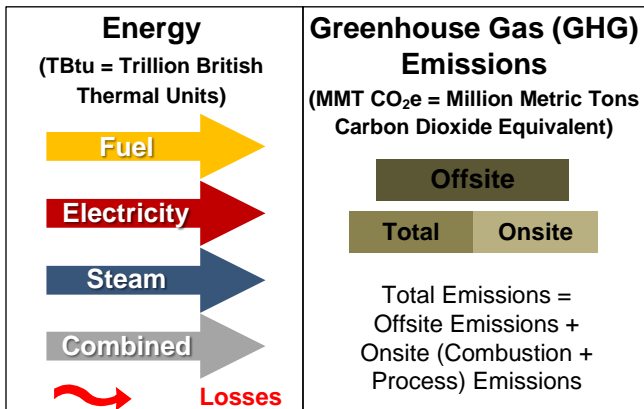 Energy
(TBtu = Trillion British
Thermal Units)
Fuel
Electricity
Steam
Combined
Losses
Greenhouse Gas (GHG)
Emissions
(MMT CO₂e = Million Metric Tons
Carbon Dioxide Equivalent)
Offsite
Total Onsite
Total Emissions =
Offsite Emissions +
Onsite (Combustion +
Process) Emissions